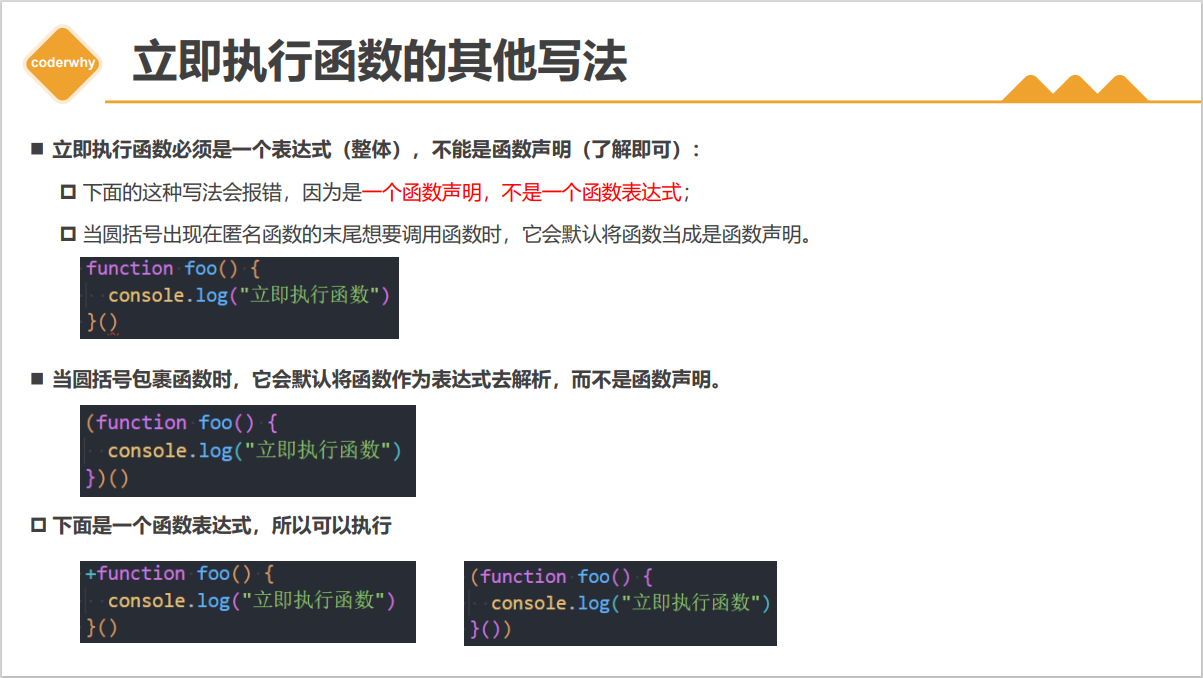 coderwhy
立即执行函数的其他写法
立即执行函数必须是一个表达式（整体），不能是函数声明（了解即可）：
下面的这种写法会报错，因为是一个函数声明，不是一个函数表达式；
当圆括号出现在匿名函数的末尾想要调用函数时，它会默认将函数当成是函数声明。
function foo() {
console.log("立即执行函数")
}()
当圆括号包裹函数时，它会默认将函数作为表达式去解析，而不是函数声明。
(function foo() {
console.log("立即执行函数")
})()
下面是一个函数表达式，所以可以执行
+function foo() {
console.log("立即执行函数")
}()
(function foo() {
console.log("立即执行函数")
}())